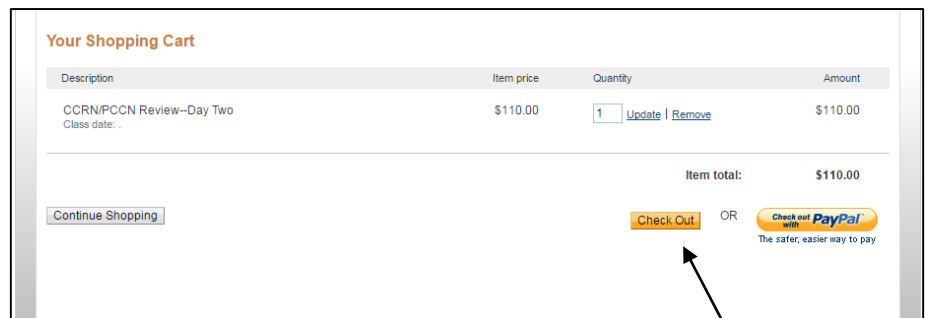 Your Shopping Cart
Description Item price Quantity Amount
CCRN/PCCN Review--Day Two $110.00 1 Update | Remove $110.00
Class date: .
Item total: $110.00
Continue Shopping Check Out OR Check out with PayPal
The safer, easier way to pay